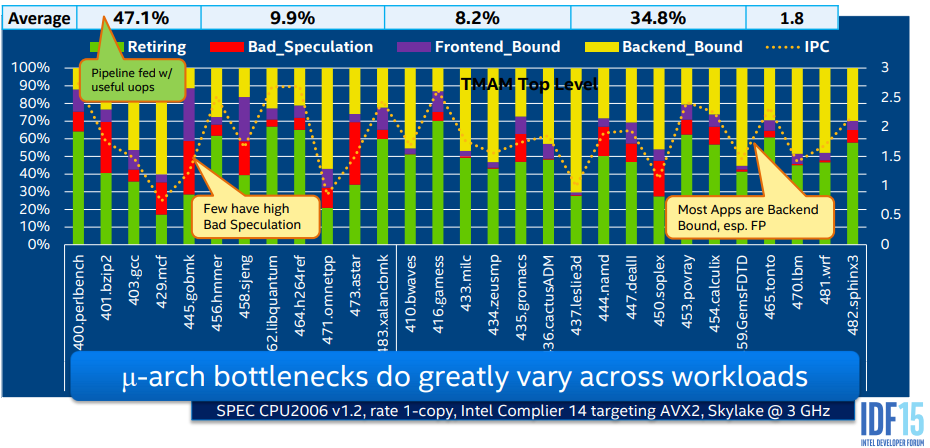 Average 47.1% 9.9% 8.2% 34.8% 1.8
Retiring Bad_Speculation Frontend_Bound Backend_Bound IPC
TMAM Top Level
Pipeline fed w/
useful uops
Few have high
Bad Speculation
Most Apps are Backend
Bound, esp. FP
100%
90%
80%
70%
60%
50%
40%
30%
20%
10%
0%
3
2.5
2
1.5
1
0.5
0
400.perlbench
401.bzip2
403.gcc
429.mcf
445.gobmk
456.hmmer
458.sjeng
62.libquantum
464.h264ref
471.omnetpp
473.astar
483.xalancbmk
410.bwaves
416.gamess
433.milc
434.zeusmp
435.gromacs
36.cactusADM
437.leslie3d
444.namd
447.dealII
450.soplex
453.povray
454.calculix
59.GemsFDTD
465.tonto
470.lbm
481.wrf
482.sphinx3
μ-arch bottlenecks do greatly vary across workloads
SPEC CPU2006 v1.2, rate 1-copy, Intel Complier 14 targeting AVX2, Skylake @ 3 GHz
IDF15
INTEL DEVELOPER FORUM